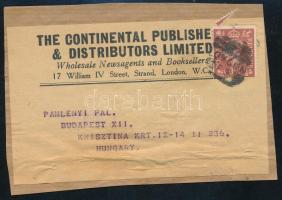 THE CONTINENTAL PUBLISHE
& DISTRIBUTORS LIMITED
Wholesale Newsagents and Booksellers
17 William IV Street, Strand, London, W.C.
PAMLENYI PAL.
BUDAPEST XII.
KRISZTINA KRT.12-14 II 236.
HUNGARY.